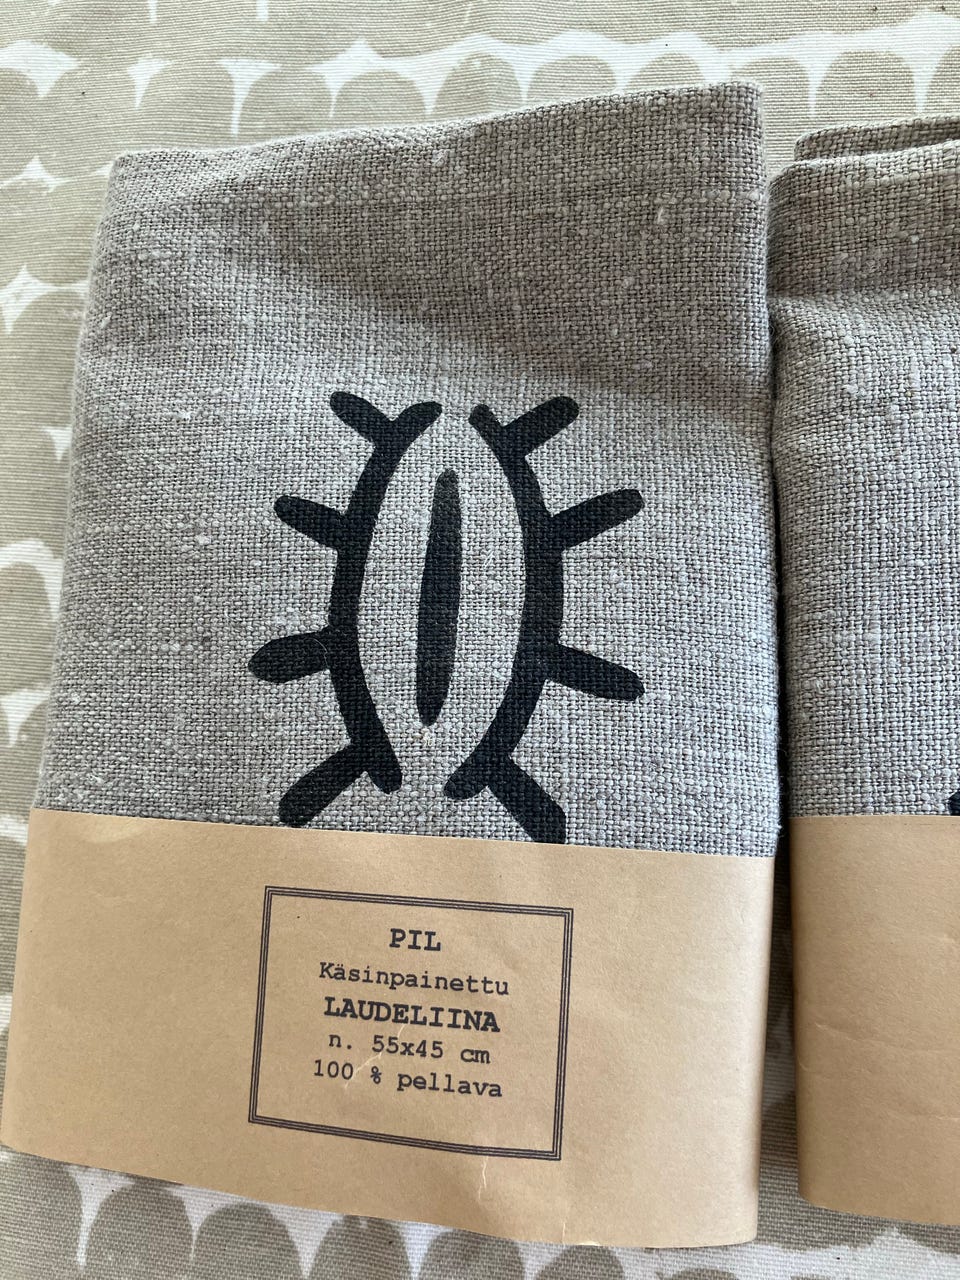 PIL
Käsinpainettu
LAUDELIINA
n. 55x45 cm
100 % pellava